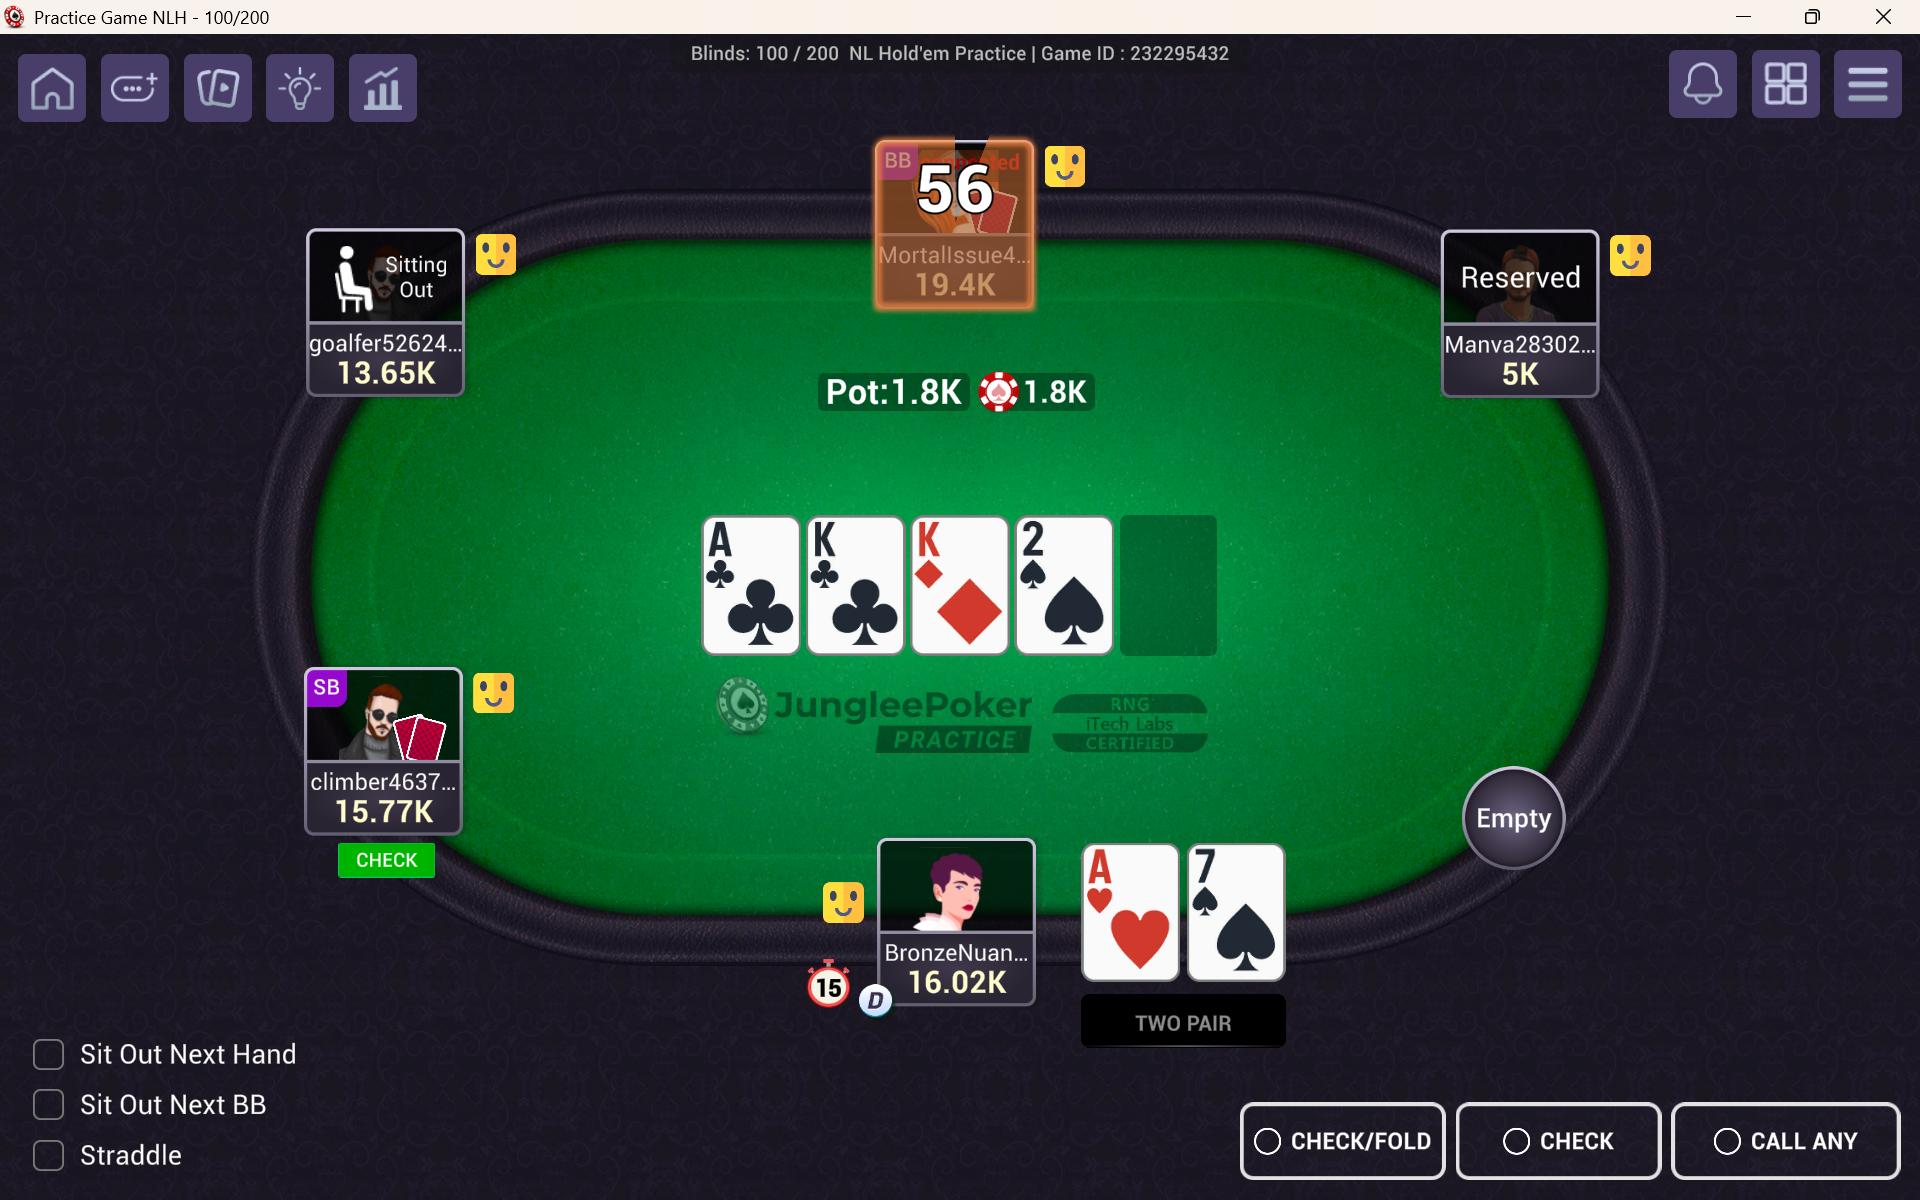 Practice Game NLH - 100/200
Blinds: 100 / 200 NL Hold'em Practice | Game ID : 232295432
BB
56
MortalIssue4...
19.4K
Sitting
Out
goalfer52624...
13.65K
Reserved
Manva28302...
5K
Pot:1.8K 1.8K
A K K 2
JungleePoker
PRACTICE
RNG
iTech Labs
CERTIFIED
SB
climber4637...
15.77K
CHECK
Empty
A 7
BronzeNuan...
16.02K
15
D
TWO PAIR
Sit Out Next Hand
Sit Out Next BB
Straddle
CHECK/FOLD
CHECK
CALL ANY